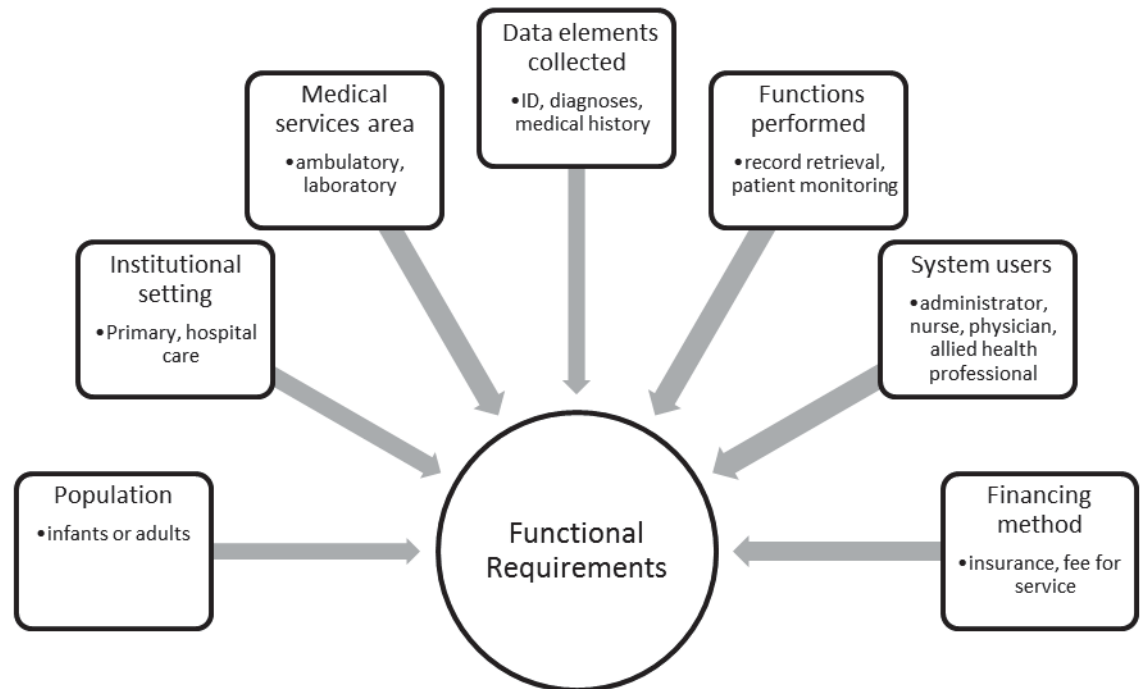 Data elements
collected
•ID, diagnoses,
medical history
Medical
services area
•ambulatory,
laboratory
Functions
performed
•record retrieval,
patient monitoring
Institutional
setting
•Primary, hospital
care
System users
•administrator,
nurse, physician,
allied health
professional
Population
•infants or adults
Financing
method
•insurance, fee for
service
Functional
Requirements